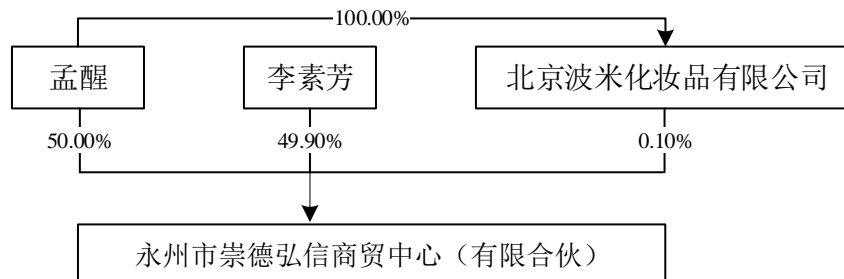 100.00%
孟醒
李素芳
北京波米化妆品有限公司
50.00%
49.90%
0.10%
永州市崇德弘信商贸中心（有限合伙）